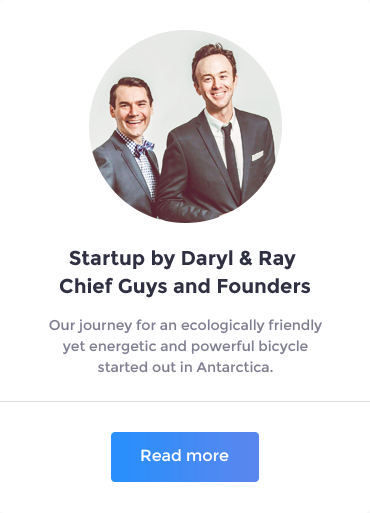 Startup by Daryl & Ray
Chief Guys and Founders
Our journey for an ecologically friendly
yet energetic and powerful bicycle
started out in Antarctica.
Read more